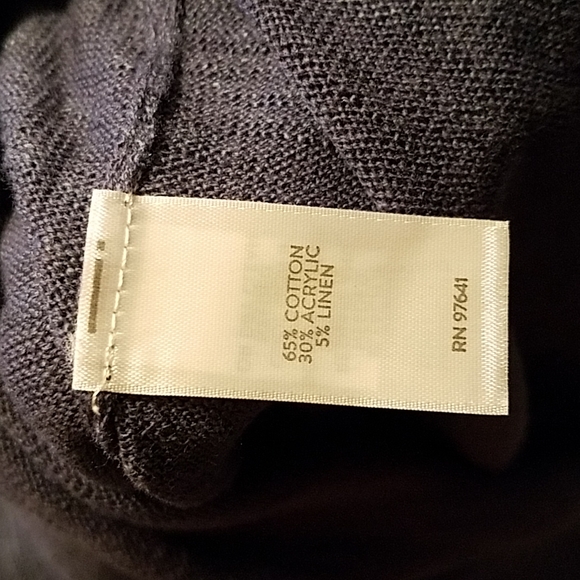 65% COTTON
30% ACRYLIC
5% LINEN
RN 97641